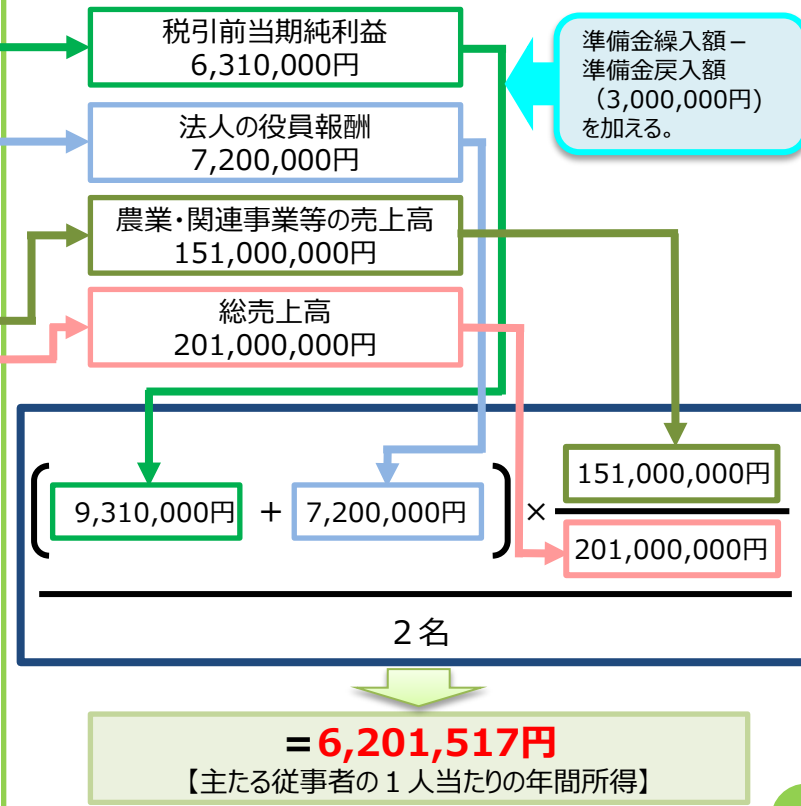 税引前当期純利益
6,310,000円
準備金繰入額－
準備金戻入額
（3,000,000円)
を加える。
法人の役員報酬
7,200,000円
農業・関連事業等の売上高
151,000,000円
総売上高
201,000,000円
( 9,310,000円 + 7,200,000円 ) × 151,000,000円
201,000,000円
２名
＝6,201,517円
【主たる従事者の１人当たりの年間所得】